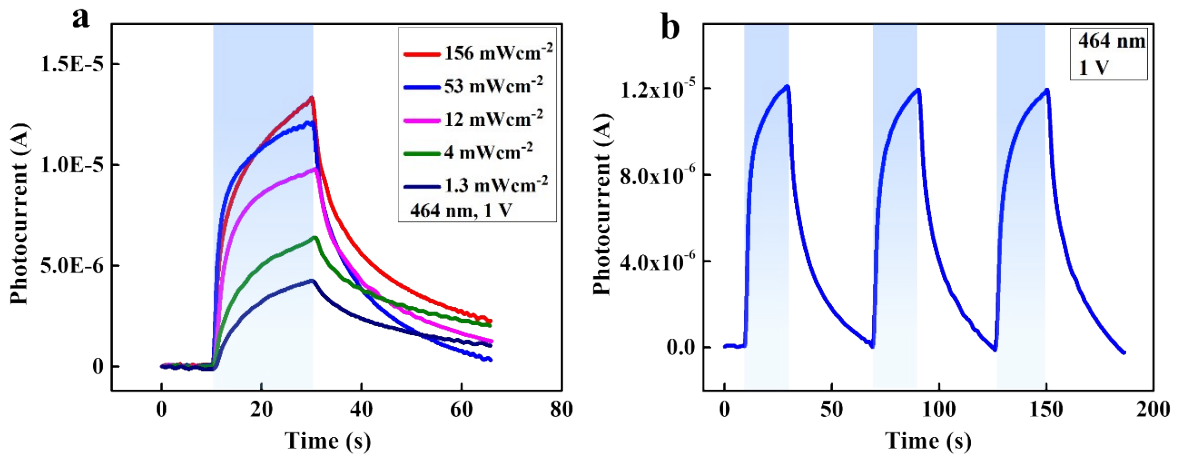 a
156 mWcm-2
53 mWcm-2
12 mWcm-2
4 mWcm-2
1.3 mWcm-2
464 nm, 1 V
1.5E-5
1.0E-5
5.0E-6
0
Photocurrent (A)
0 20 40 60 80
Time (s)
b
464 nm
1 V
1.2x10-5
8.0x10-6
4.0x10-6
0.0
Photocurrent (A)
0 50 100 150 200
Time (s)